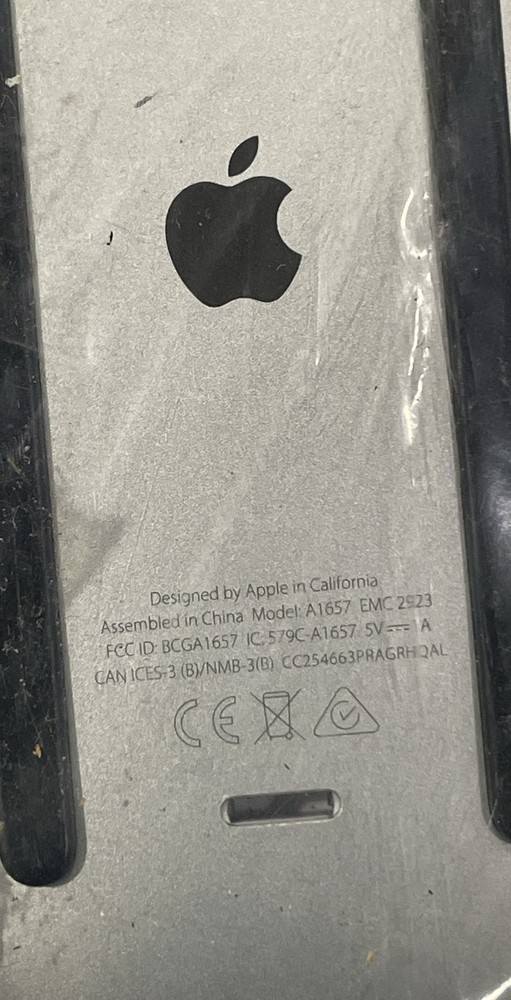 Designed by Apple in California
Assembled in China Model: A1657 EMC 2923
FCC ID: BCGA1657 IC: 579C-A1657 5V⎓ A
CAN ICES-3 (B)/NMB-3(B)
CE